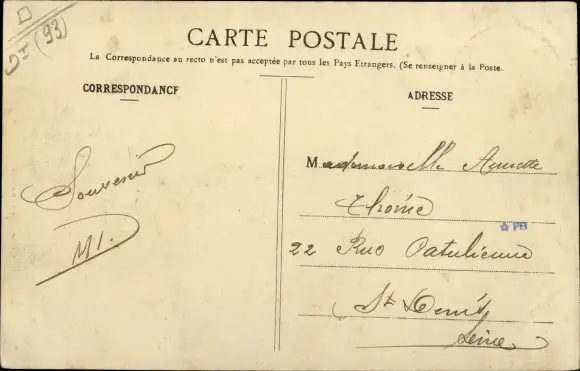 (93)
CARTE POSTALE
La Correspondance au recto n'est pas acceptée par tous les Pays Etrangers. (Se renseigner à la Poste.
CORRESPONDANCE
Souvenir
ADRESSE
Mademoiselle
☆ PB
22 Rue Catulienne
St Denis
Seine